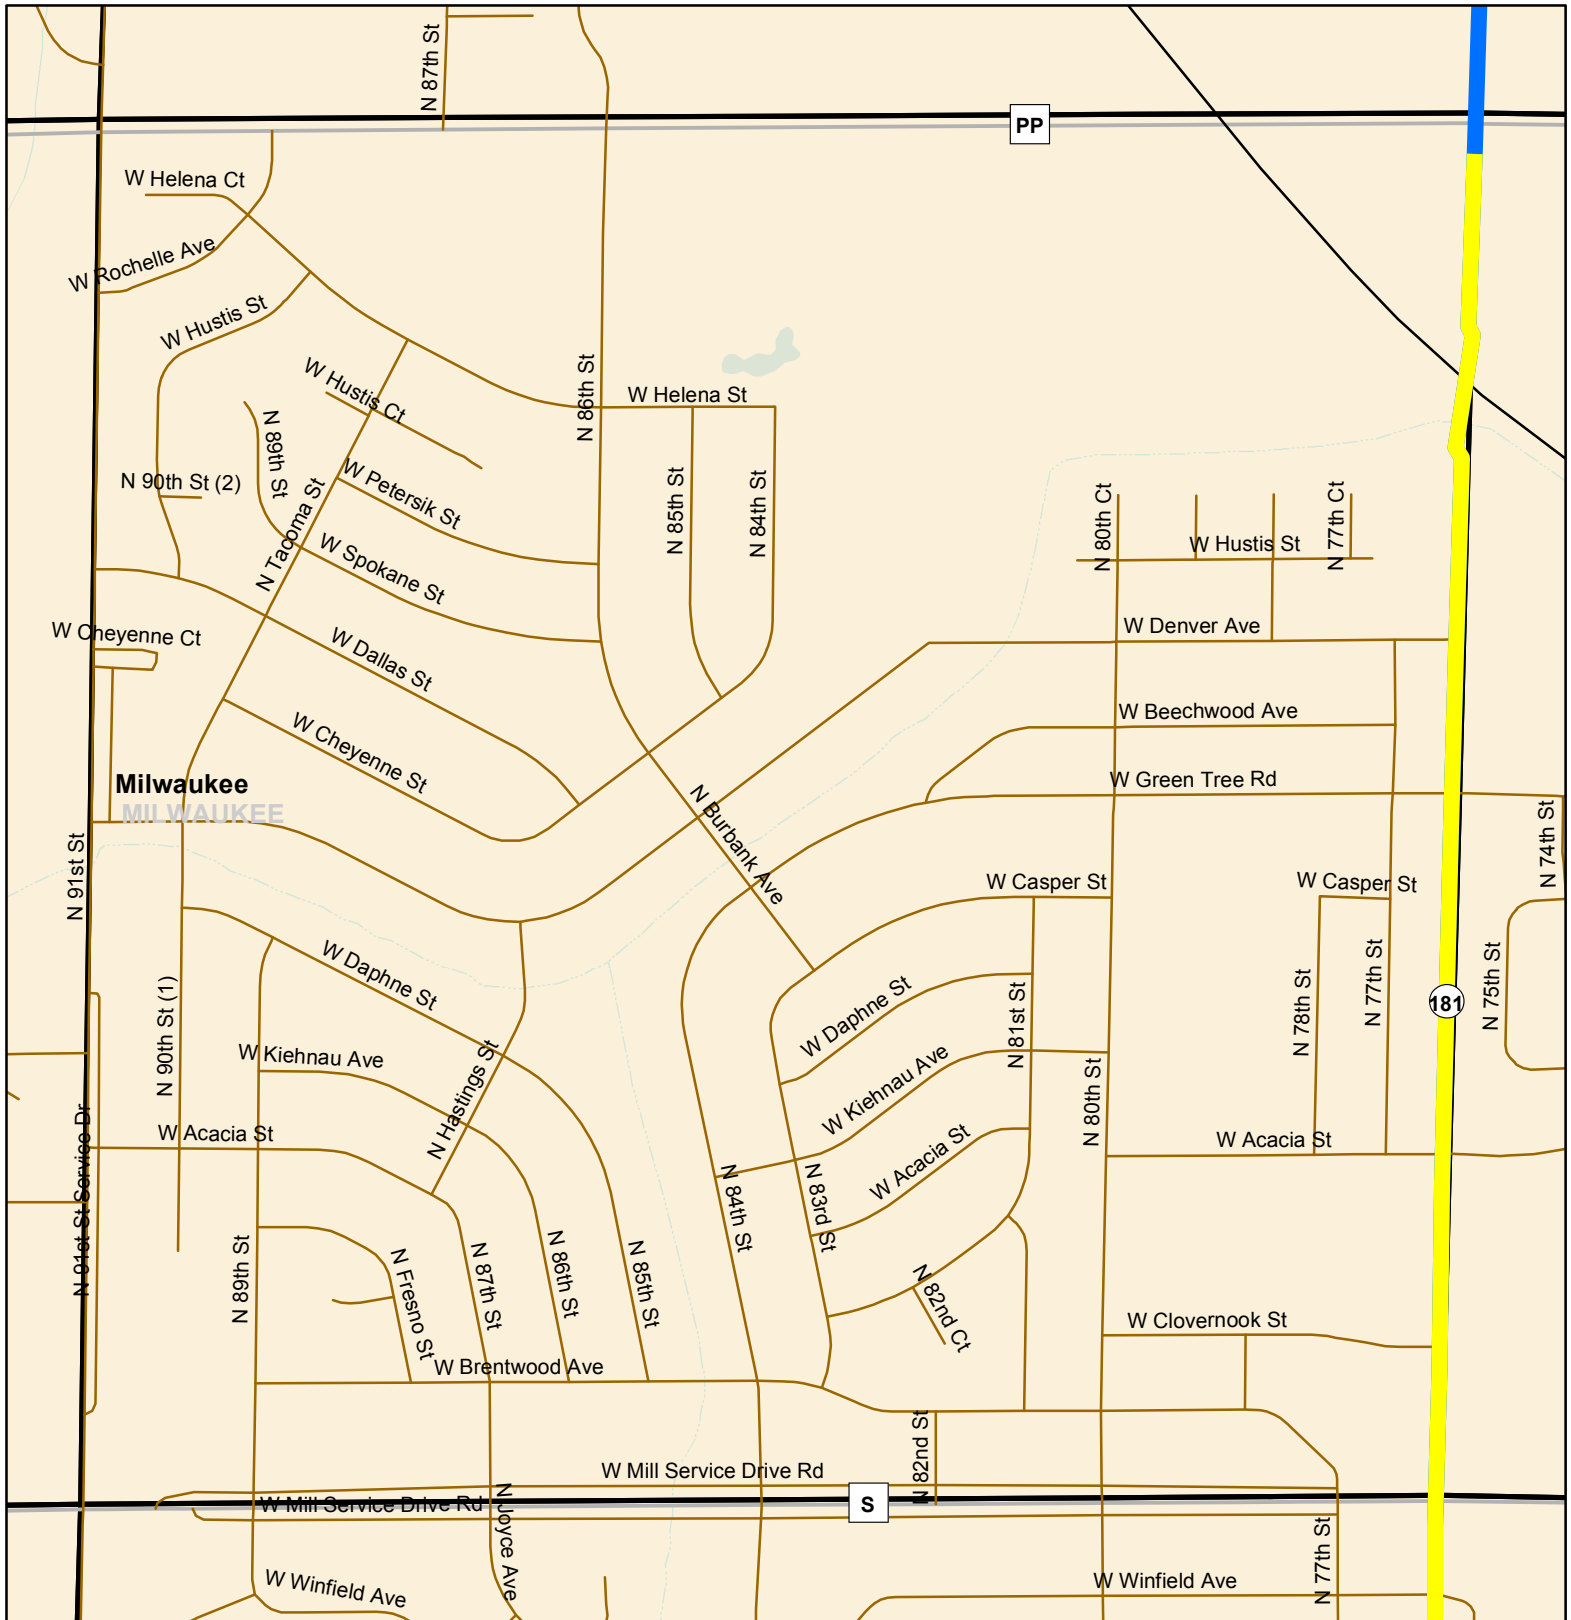 N 87th St
PP
W Helena Ct
W Rochelle Ave
W Hustis St
W Hustis Ct
N 86th St
W Helena St
N 89th St
N 90th St (2)
W Petersik St
N 85th St
N 84th St
N 80th Ct
N 77th Ct
W Hustis St
N Tacoma St
W Spokane St
W Denver Ave
W Cheyenne Ct
W Dallas St
W Beechwood Ave
W Cheyenne St
W Green Tree Rd
Milwaukee
MILWAUKEE
N Burbank Ave
N 74th St
N 91st St
W Casper St
W Casper St
W Daphne St
N 90th St (1)
W Daphne St
N 81st St
N 78th St
N 77th St
181
N 75th St
W Kiehnau Ave
N Hastings St
W Kiehnau Ave
N 80th St
W Acacia St
W Acacia St
W Acacia St
N 91st St Service Dr
N 84th St
N 83rd St
N 89th St
N Fresno St
N 87th St
N 86th St
N 85th St
N 82nd Ct
W Clovernook St
W Brentwood Ave
N 82nd St
W Mill Service Drive Rd
W Mill Service Drive Rd
S
N Joyce Ave
N 77th St
W Winfield Ave
W Winfield Ave